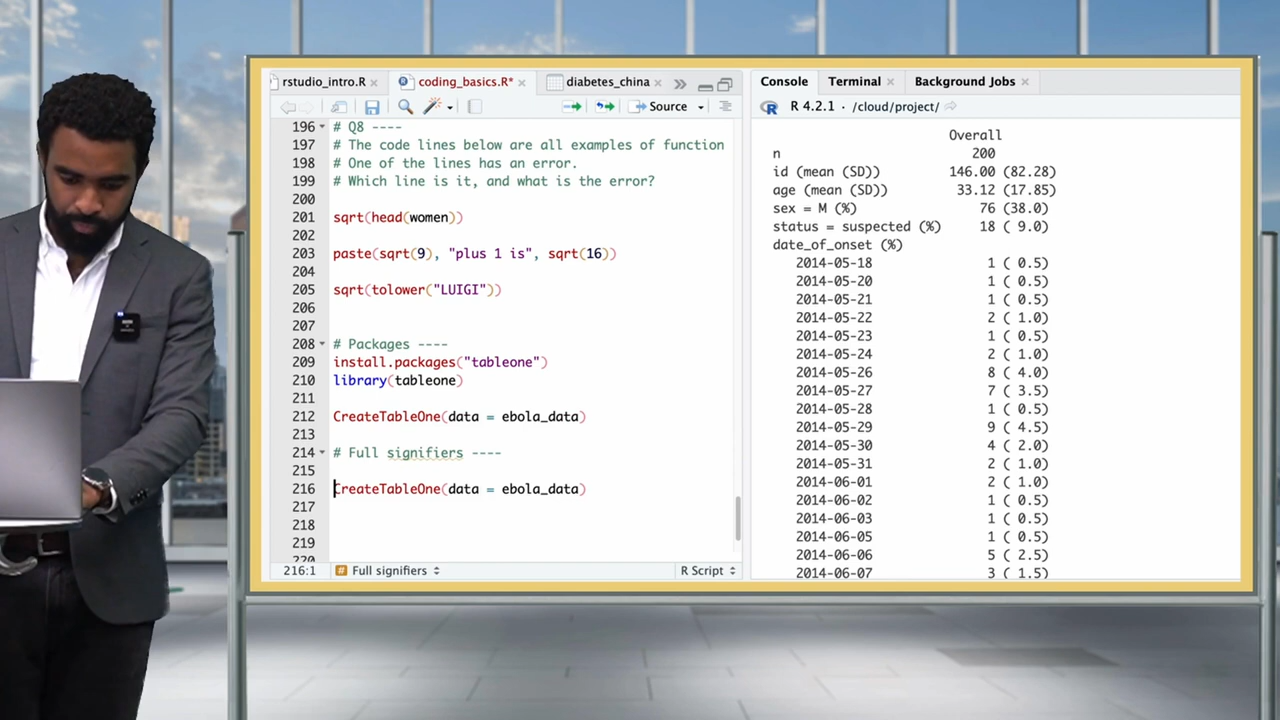 rstudio_intro.R
coding_basics.R*
diabetes_china
Source
196 # Q8 ----
197 # The code lines below are all examples of function
198 # One of the lines has an error.
199 # Which line is it, and what is the error?
200
201 sqrt(head(women))
202
203 paste(sqrt(9), "plus 1 is", sqrt(16))
204
205 sqrt(tolower("LUIGI"))
206
207
208 # Packages ----
209 install.packages("tableone")
210 library(tableone)
211
212 CreateTableOne(data = ebola_data)
213
214 # Full signifiers ----
215
216 CreateTableOne(data = ebola_data)
217
218
219
220
216:1 # Full signifiers R Script
Console Terminal Background Jobs
R R 4.2.1 · /cloud/project/
Overall
n 200
id (mean (SD)) 146.00 (82.28)
age (mean (SD)) 33.12 (17.85)
sex = M (%) 76 (38.0)
status = suspected (%) 18 ( 9.0)
date_of_onset (%)
2014-05-18 1 ( 0.5)
2014-05-20 1 ( 0.5)
2014-05-21 1 ( 0.5)
2014-05-22 2 ( 1.0)
2014-05-23 1 ( 0.5)
2014-05-24 2 ( 1.0)
2014-05-26 8 ( 4.0)
2014-05-27 7 ( 3.5)
2014-05-28 1 ( 0.5)
2014-05-29 9 ( 4.5)
2014-05-30 4 ( 2.0)
2014-05-31 2 ( 1.0)
2014-06-01 2 ( 1.0)
2014-06-02 1 ( 0.5)
2014-06-03 1 ( 0.5)
2014-06-05 1 ( 0.5)
2014-06-06 5 ( 2.5)
2014-06-07 3 ( 1.5)